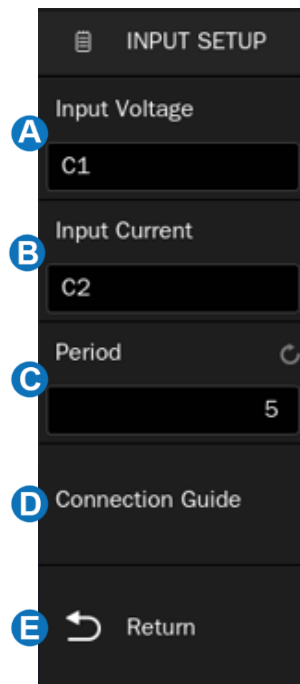 INPUT SETUP
Input Voltage
A
C1
Input Current
B
C2
Period
C
5
D Connection Guide
E Return